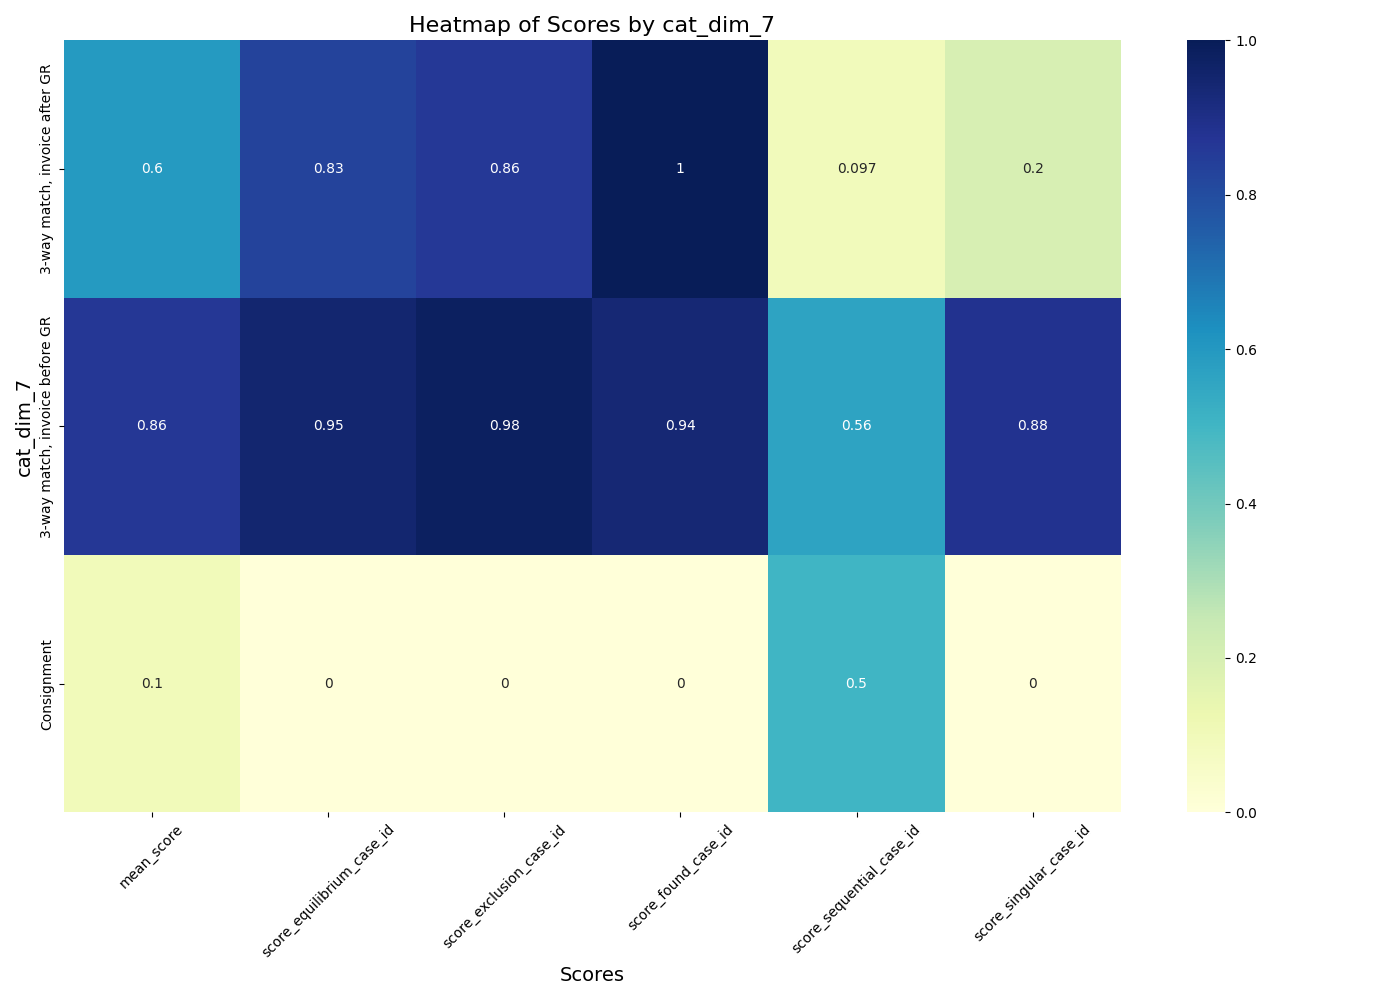 Heatmap of Scores by cat_dim_7
cat_dim_7
3-way match, invoice after GR
0.6
0.83
0.86
1
0.097
0.2
3-way match, invoice before GR
0.86
0.95
0.98
0.94
0.56
0.88
Consignment
0.1
0
0
0
0.5
0
mean_score
score_equilibrium_case_id
score_exclusion_case_id
score_found_case_id
score_sequential_case_id
score_singular_case_id
Scores
1.0
0.8
0.6
0.4
0.2
0.0